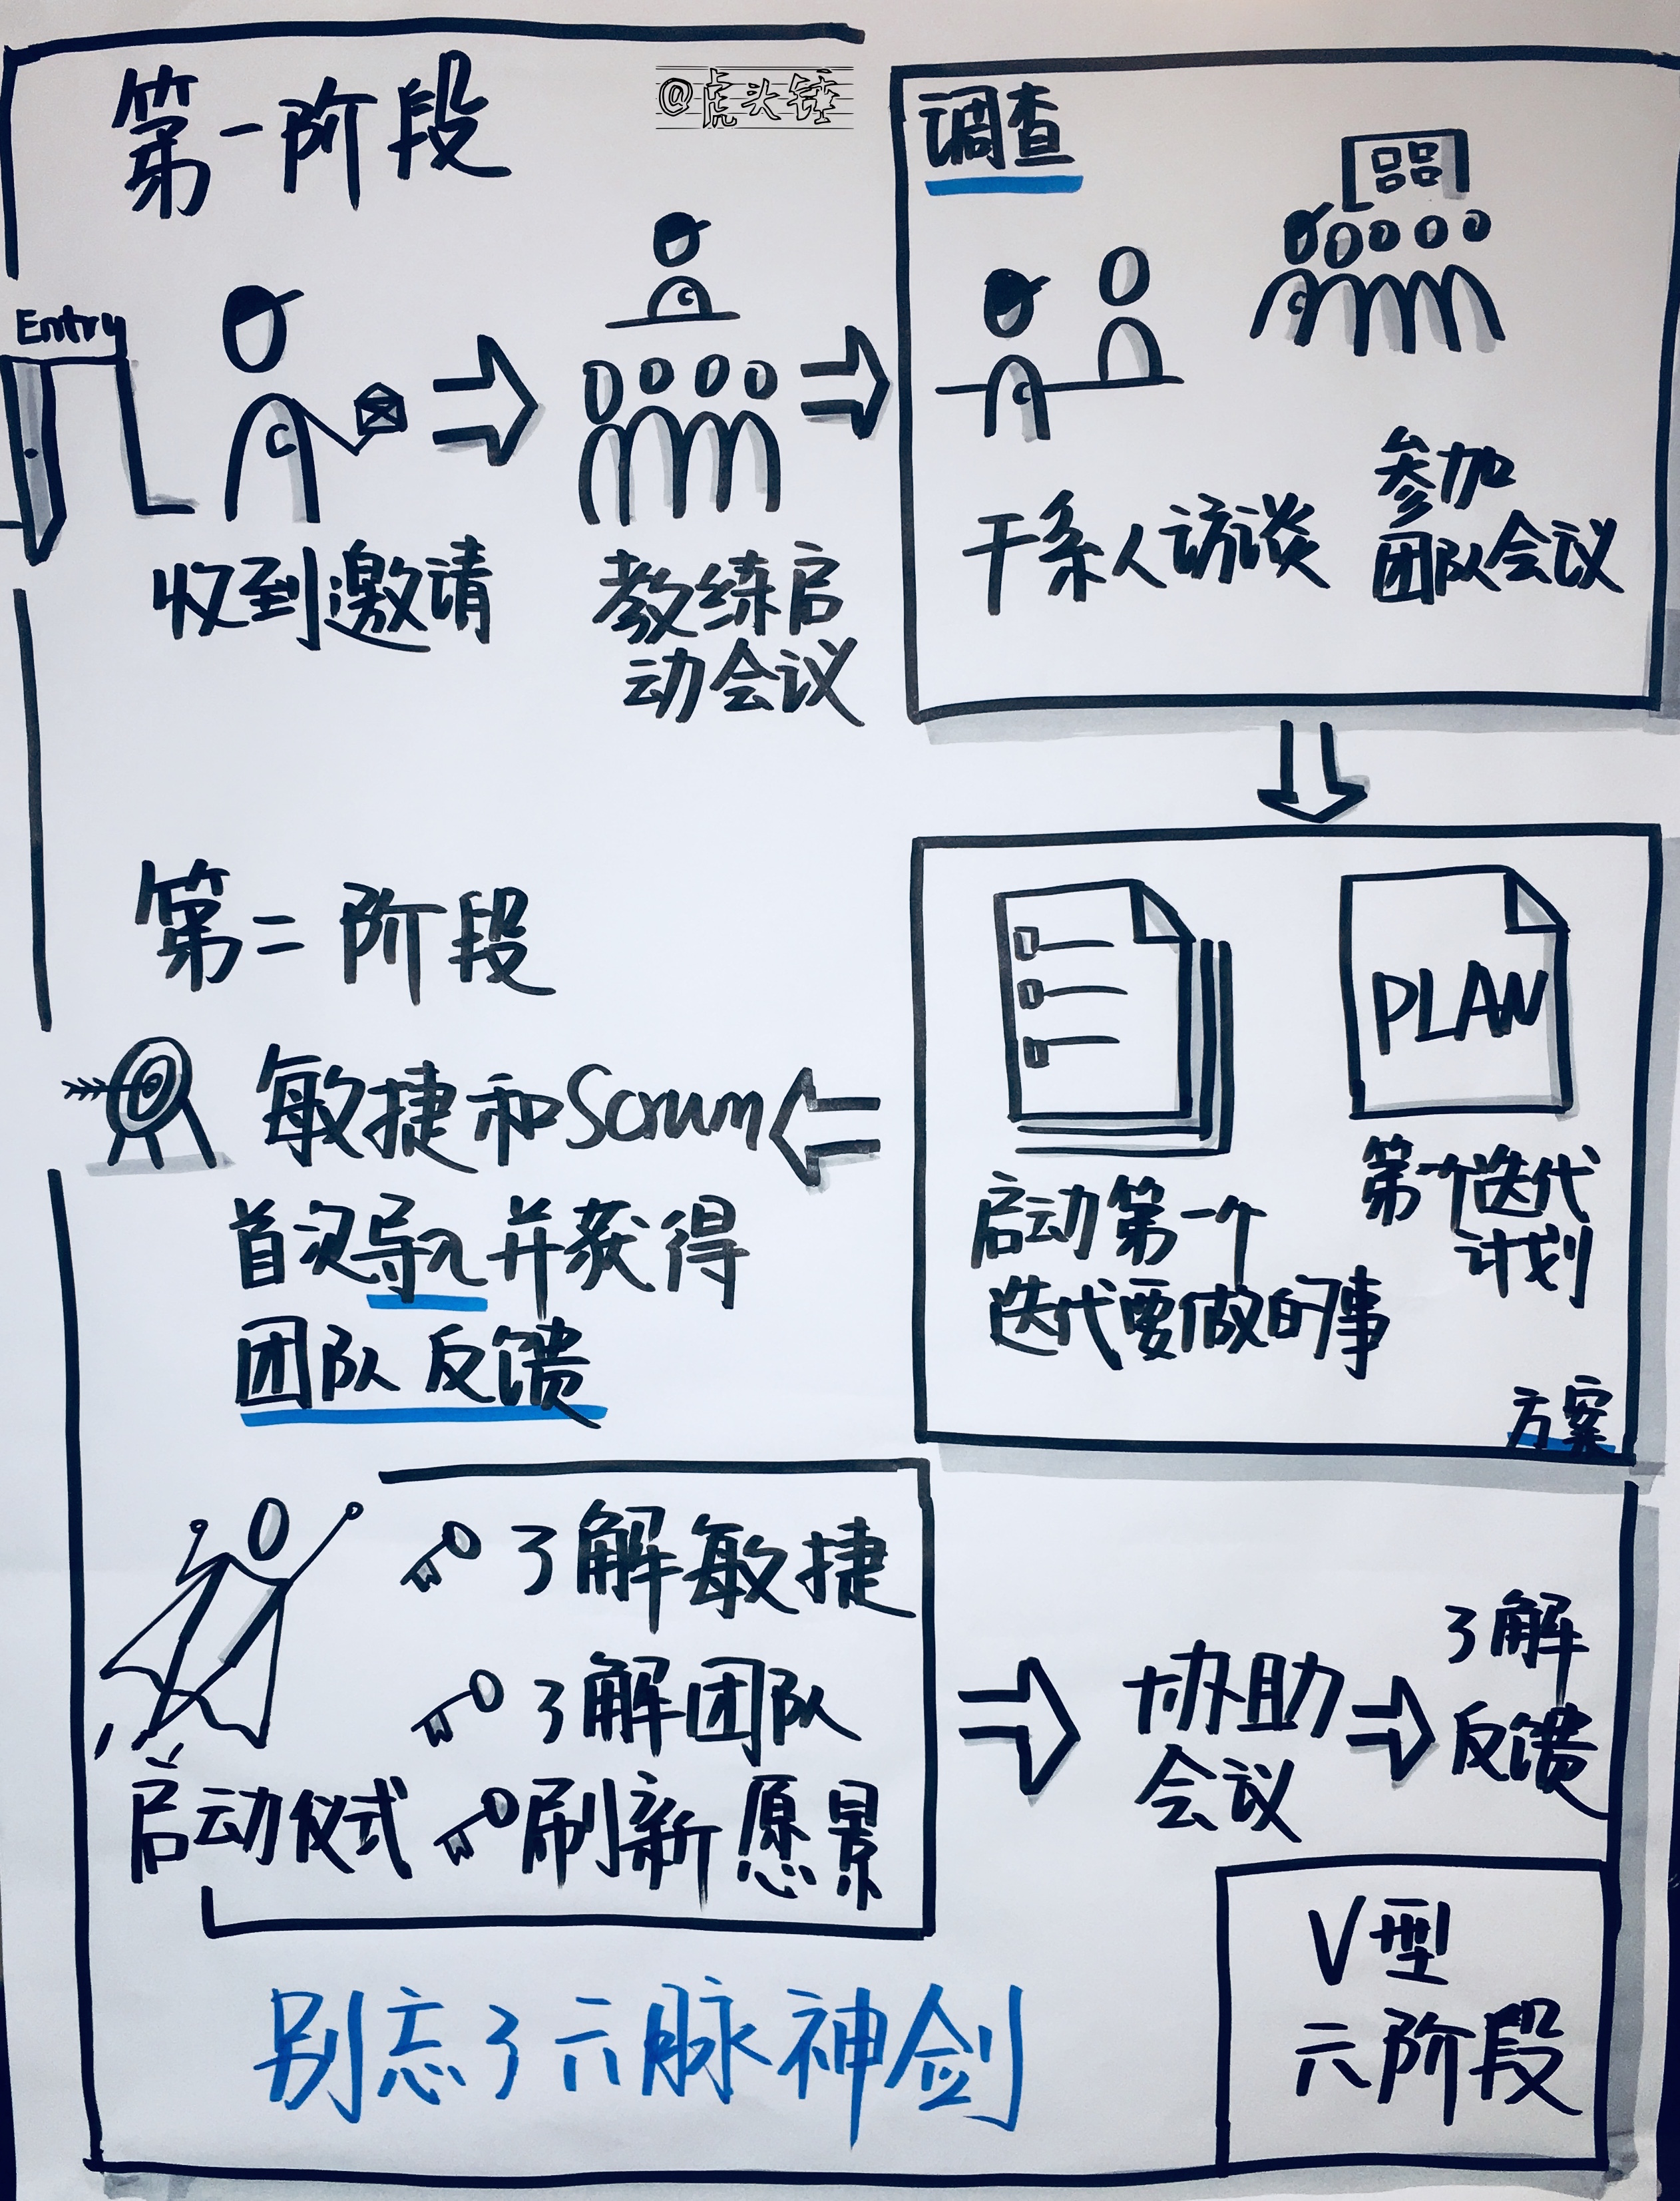 第一阶段
@虎头锤
Entry
收到邀请
教练启
动会议
调查
干系人访谈
参加
团队会议
启动第一个
迭代要做的事
PLAN
第一个迭代
计划
方案
第二阶段
敏捷和Scrum
首次导入并获得
团队反馈
启动仪式
了解敏捷
了解团队
刷新愿景
协助
会议
了解
反馈
别忘了六脉神剑
V型
六阶段